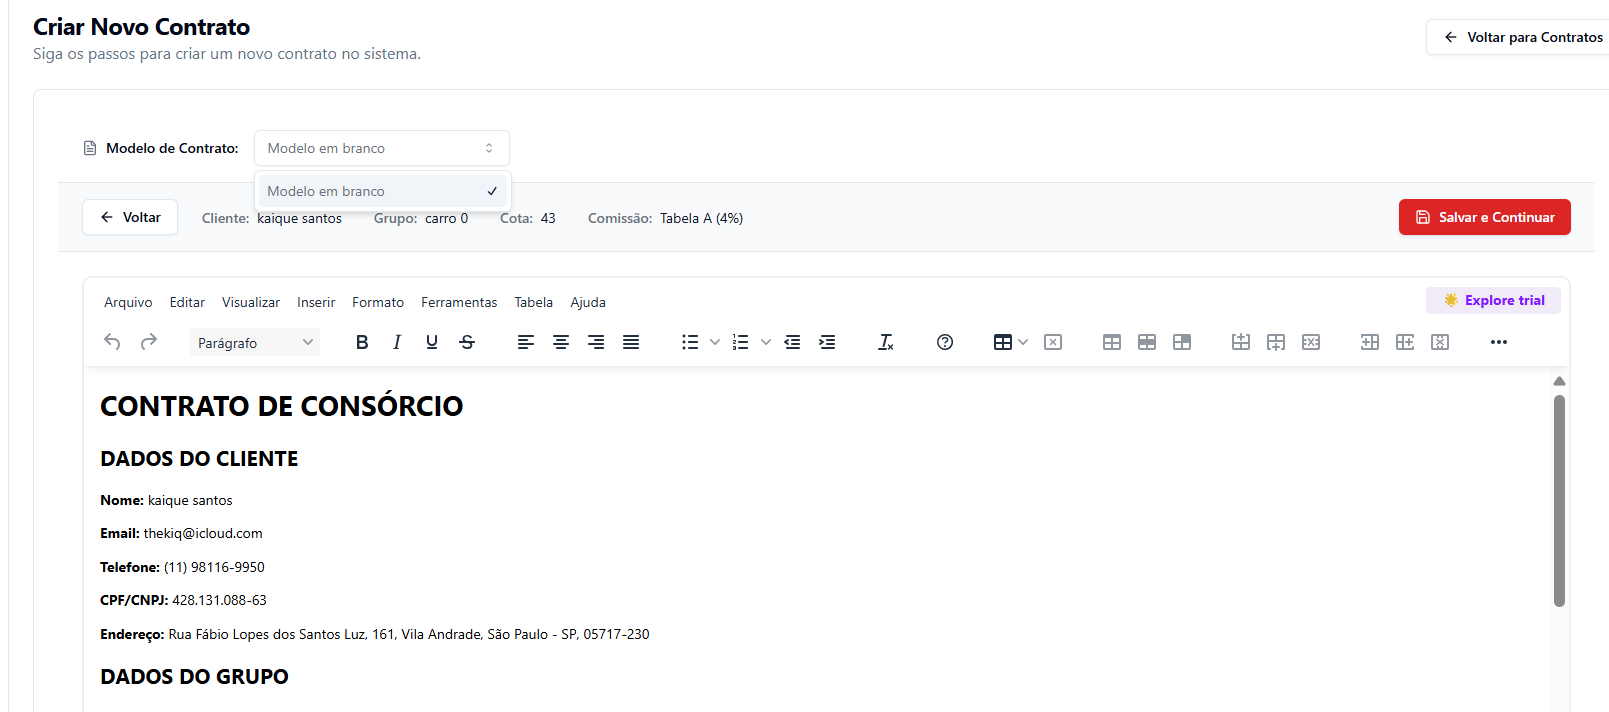 Criar Novo Contrato
Siga os passos para criar um novo contrato no sistema.
Voltar para Contratos
Modelo de Contrato:
Modelo em branco
Modelo em branco
Voltar
Cliente: kaique santos
Grupo: carro 0
Cota: 43
Comissão: Tabela A (4%)
Salvar e Continuar
Arquivo Editar Visualizar Inserir Formato Ferramentas Tabela Ajuda
Explore trial
Parágrafo
CONTRATO DE CONSÓRCIO
DADOS DO CLIENTE
Nome: kaique santos
Email: thekiq@icloud.com
Telefone: (11) 98116-9950
CPF/CNPJ: 428.131.088-63
Endereço: Rua Fábio Lopes dos Santos Luz, 161, Vila Andrade, São Paulo - SP, 05717-230
DADOS DO GRUPO